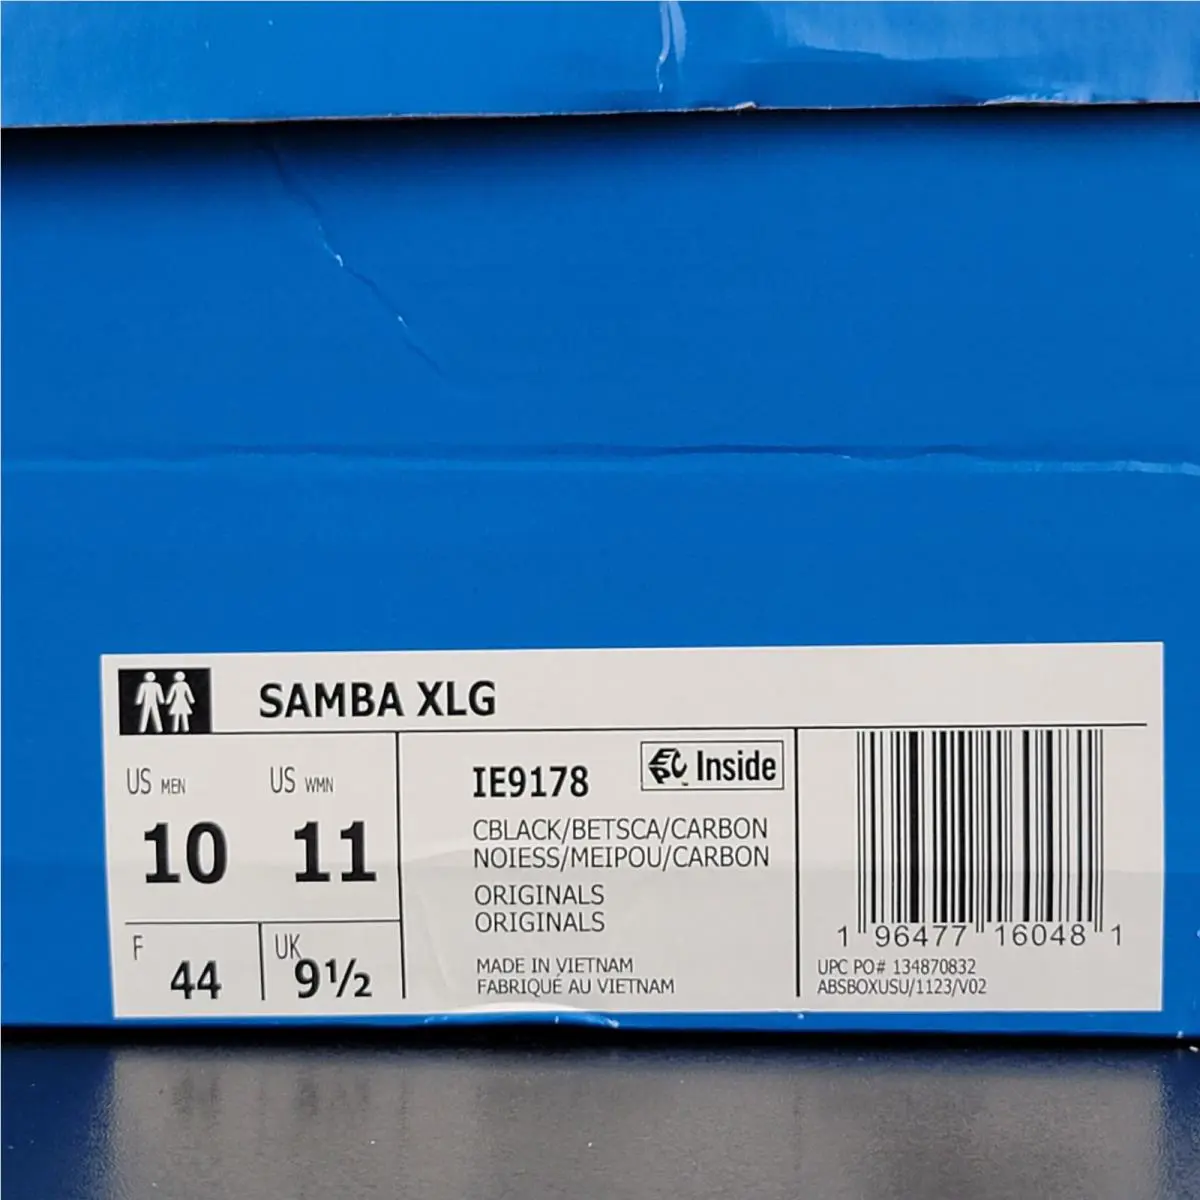 SAMBA XLG
US MEN
10
US WMN
11
F
44
UK
9½
IE9178
Inside
CBLACK/BETSCA/CARBON
NOIESS/MEIPOU/CARBON
ORIGINALS
ORIGINALS
MADE IN VIETNAM
FABRIQUÉ AU VIETNAM
1 96477 16048 1
UPC PO# 134870832
ABSBOXUSU/1123/V02